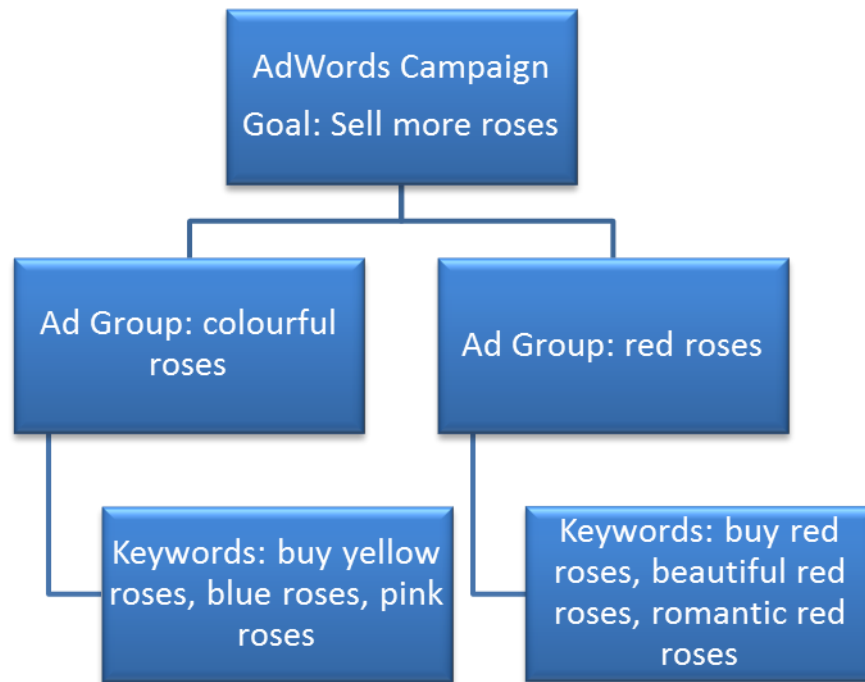 AdWords Campaign
Goal: Sell more roses
Ad Group: colourful
roses
Ad Group: red roses
Keywords: buy yellow
roses, blue roses, pink
roses
Keywords: buy red
roses, beautiful red
roses, romantic red
roses